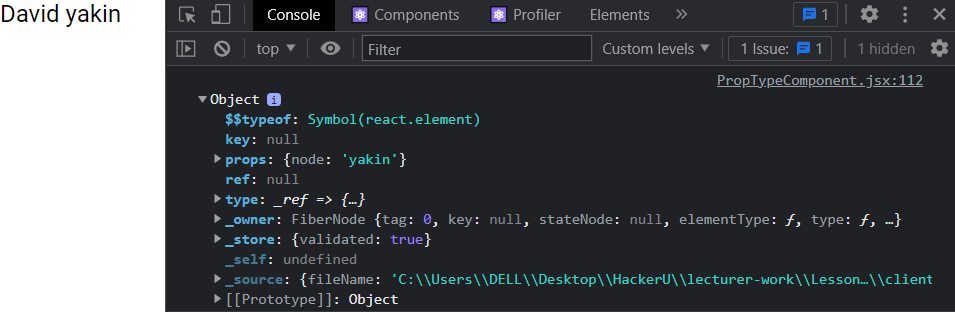 David yakin
Console Components Profiler Elements » 1
top Filter Custom levels 1 Issue: 1 1 hidden
PropTypeComponent.jsx:112
Object i
$$typeof: Symbol(react.element)
key: null
props: {node: 'yakin'}
ref: null
type: _ref => {…}
_owner: FiberNode {tag: 0, key: null, stateNode: null, elementType: ƒ, type: ƒ, …}
_store: {validated: true}
_self: undefined
_source: {fileName: 'C:\\Users\\DELL\\Desktop\\HackerU\\lecturer-work\\Lesson…\\client
[[Prototype]]: Object